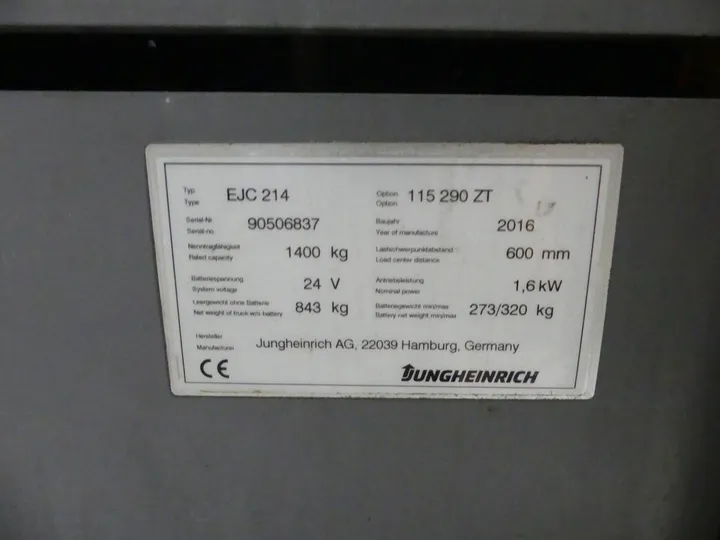 Typ EJC 214 Option 115 290 ZT
Type Option
Serial-Nr. 90506837 Baujahr 2016
Serial-no. Year of manufacture
Nenntragfähigkeit 1400 kg Lastschwerpunktabstand 600 mm
Rated capacity Load center distance
Batteriespannung 24 V Antriebsleistung 1,6 kW
System voltage Nominal power
Leergewicht ohne Batterie 843 kg Batteriegewicht min/max 273/320 kg
Net weight of truck w/o battery Battery net weight min/max
Hersteller
Manufacturer Jungheinrich AG, 22039 Hamburg, Germany
CE JUNGHEINRICH